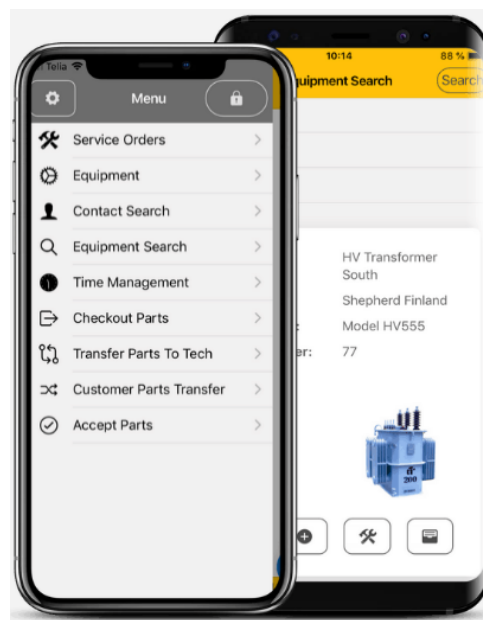 Telia
Menu
Service Orders
Equipment
Contact Search
Equipment Search
Time Management
Checkout Parts
Transfer Parts To Tech
Customer Parts Transfer
Accept Parts
10:14
88 %
quipment Search
Search
HV Transformer
South
Shepherd Finland
: Model HV555
er: 77
200